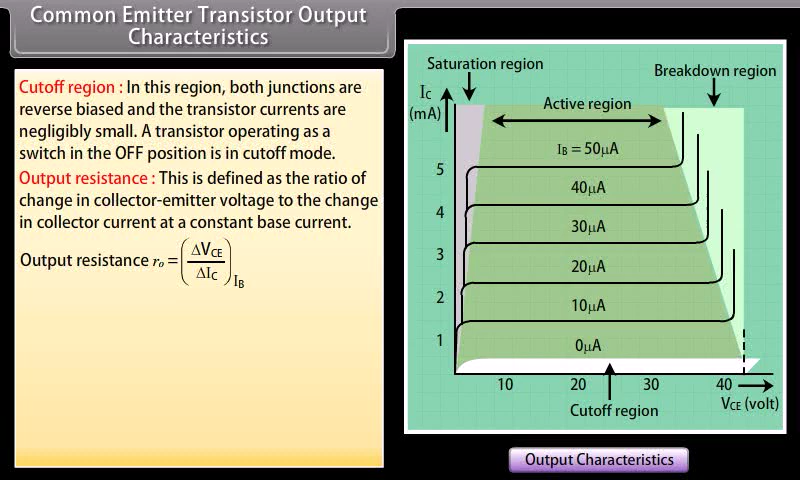 Common Emitter Transistor Output
Characteristics
Cutoff region : In this region, both junctions are
reverse biased and the transistor currents are
negligibly small. A transistor operating as a
switch in the OFF position is in cutoff mode.
Output resistance : This is defined as the ratio of
change in collector-emitter voltage to the change
in collector current at a constant base current.
Output resistance rₒ = (ΔVCE / ΔIC) IB
Saturation region
Breakdown region
IC
(mA)
Active region
IB = 50μA
5
40μA
4
30μA
3
20μA
2
10μA
1
0μA
10 20 30 40
VCE (volt)
Cutoff region
Output Characteristics